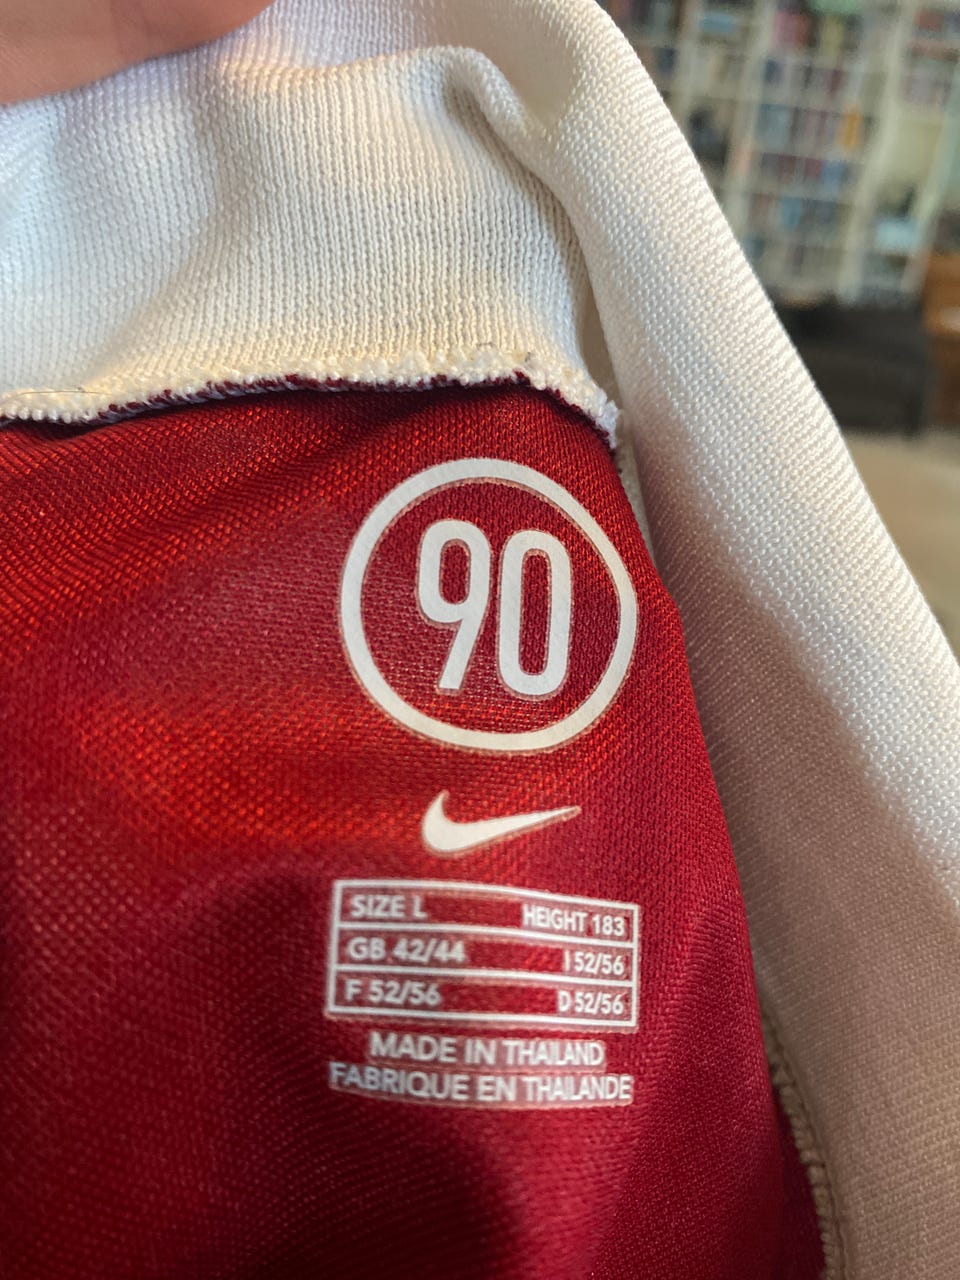 90
SIZE L HEIGHT 183
GB 42/44 I 52/56
F 52/56 D 52/56
MADE IN THAILAND
FABRIQUE EN THAILANDE